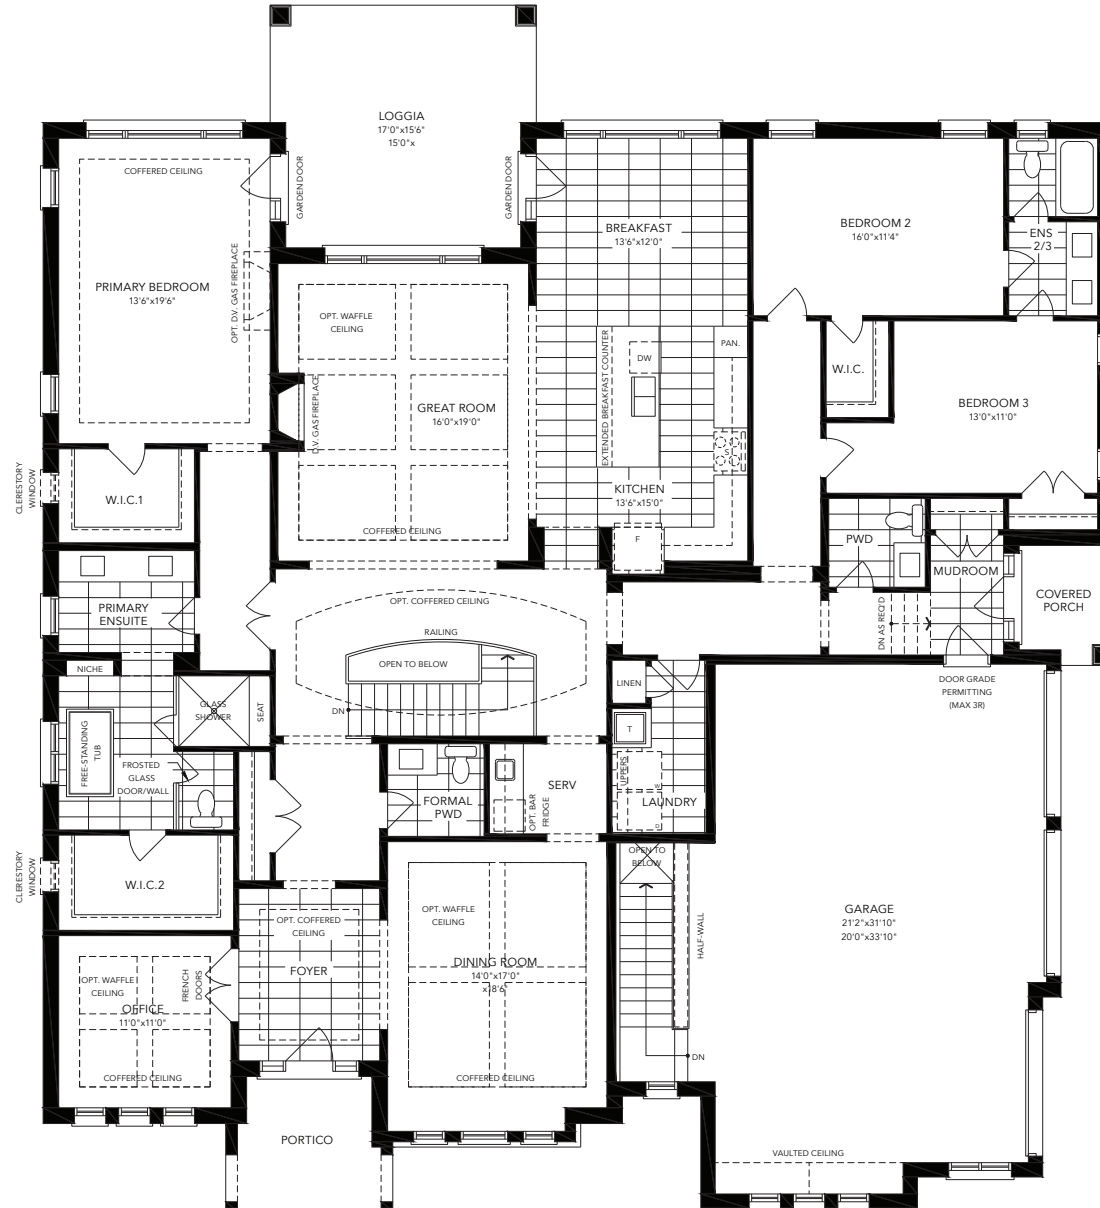 LOGGIA
17'0"x15'6"
15'0"x
COFFERED CEILING
GARDEN DOOR
GARDEN DOOR
BREAKFAST
13'6"x12'0"
BEDROOM 2
16'0"x11'4"
ENS
2/3
PRIMARY BEDROOM
13'6"x19'6"
OPT. D.V. GAS FIREPLACE
OPT. WAFFLE
CEILING
EXTENDED BREAKFAST COUNTER
DW
PAN.
W.I.C.
BEDROOM 3
13'0"x11'0"
D.V. GAS FIREPLACE
GREAT ROOM
16'0"x19'0"
S
CLERESTORY
WINDOW
W.I.C.1
KITCHEN
13'6"x15'0"
COFFERED CEILING
F
PWD
MUDROOM
COVERED
PORCH
PRIMARY
ENSUITE
OPT. COFFERED CEILING
RAILING
DN AS REQ'D
NICHE
OPEN TO BELOW
DN
LINEN
DOOR GRADE
PERMITTING
(MAX 3R)
GLASS
SHOWER
SEAT
FREE-STANDING
TUB
T
FROSTED
GLASS
DOOR/WALL
UPPERS
W
D
LAUNDRY
FORMAL
PWD
SERV
OPT. BAR
FRIDGE
OPEN TO
BELOW
CLERESTORY
WINDOW
W.I.C.2
OPT. WAFFLE
CEILING
OPT. COFFERED
CEILING
HALF-WALL
GARAGE
21'2"x31'10"
20'0"x33'10"
FOYER
DINING ROOM
14'0"x17'0"
x18'6"
FRENCH
DOORS
OPT. WAFFLE
CEILING
OFFICE
11'0"x11'0"
DN
COFFERED CEILING
COFFERED CEILING
PORTICO
VAULTED CEILING